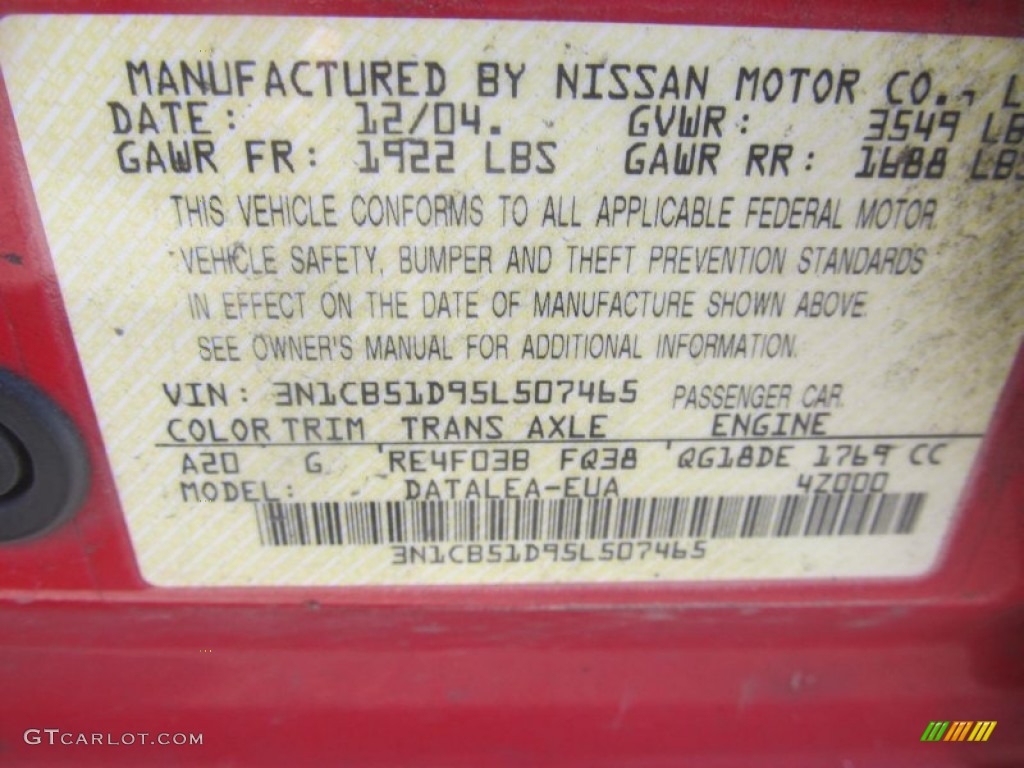 MANUFACTURED BY NISSAN MOTOR CO., L
DATE: 12/04. GVWR: 3549 LB
GAWR FR: 1922 LBS GAWR RR: 1688 LBS
THIS VEHICLE CONFORMS TO ALL APPLICABLE FEDERAL MOTOR
VEHICLE SAFETY, BUMPER AND THEFT PREVENTION STANDARDS
IN EFFECT ON THE DATE OF MANUFACTURE SHOWN ABOVE.
SEE OWNER'S MANUAL FOR ADDITIONAL INFORMATION.
VIN: 3N1CB51D95L507465 PASSENGER CAR
COLOR TRIM TRANS AXLE ENGINE
A20 G RE4F03B FQ38 QG18DE 1769 CC
MODEL: DATALEA-EUA 4Z000
3N1CB51D95L507465
GTCARLOT.COM